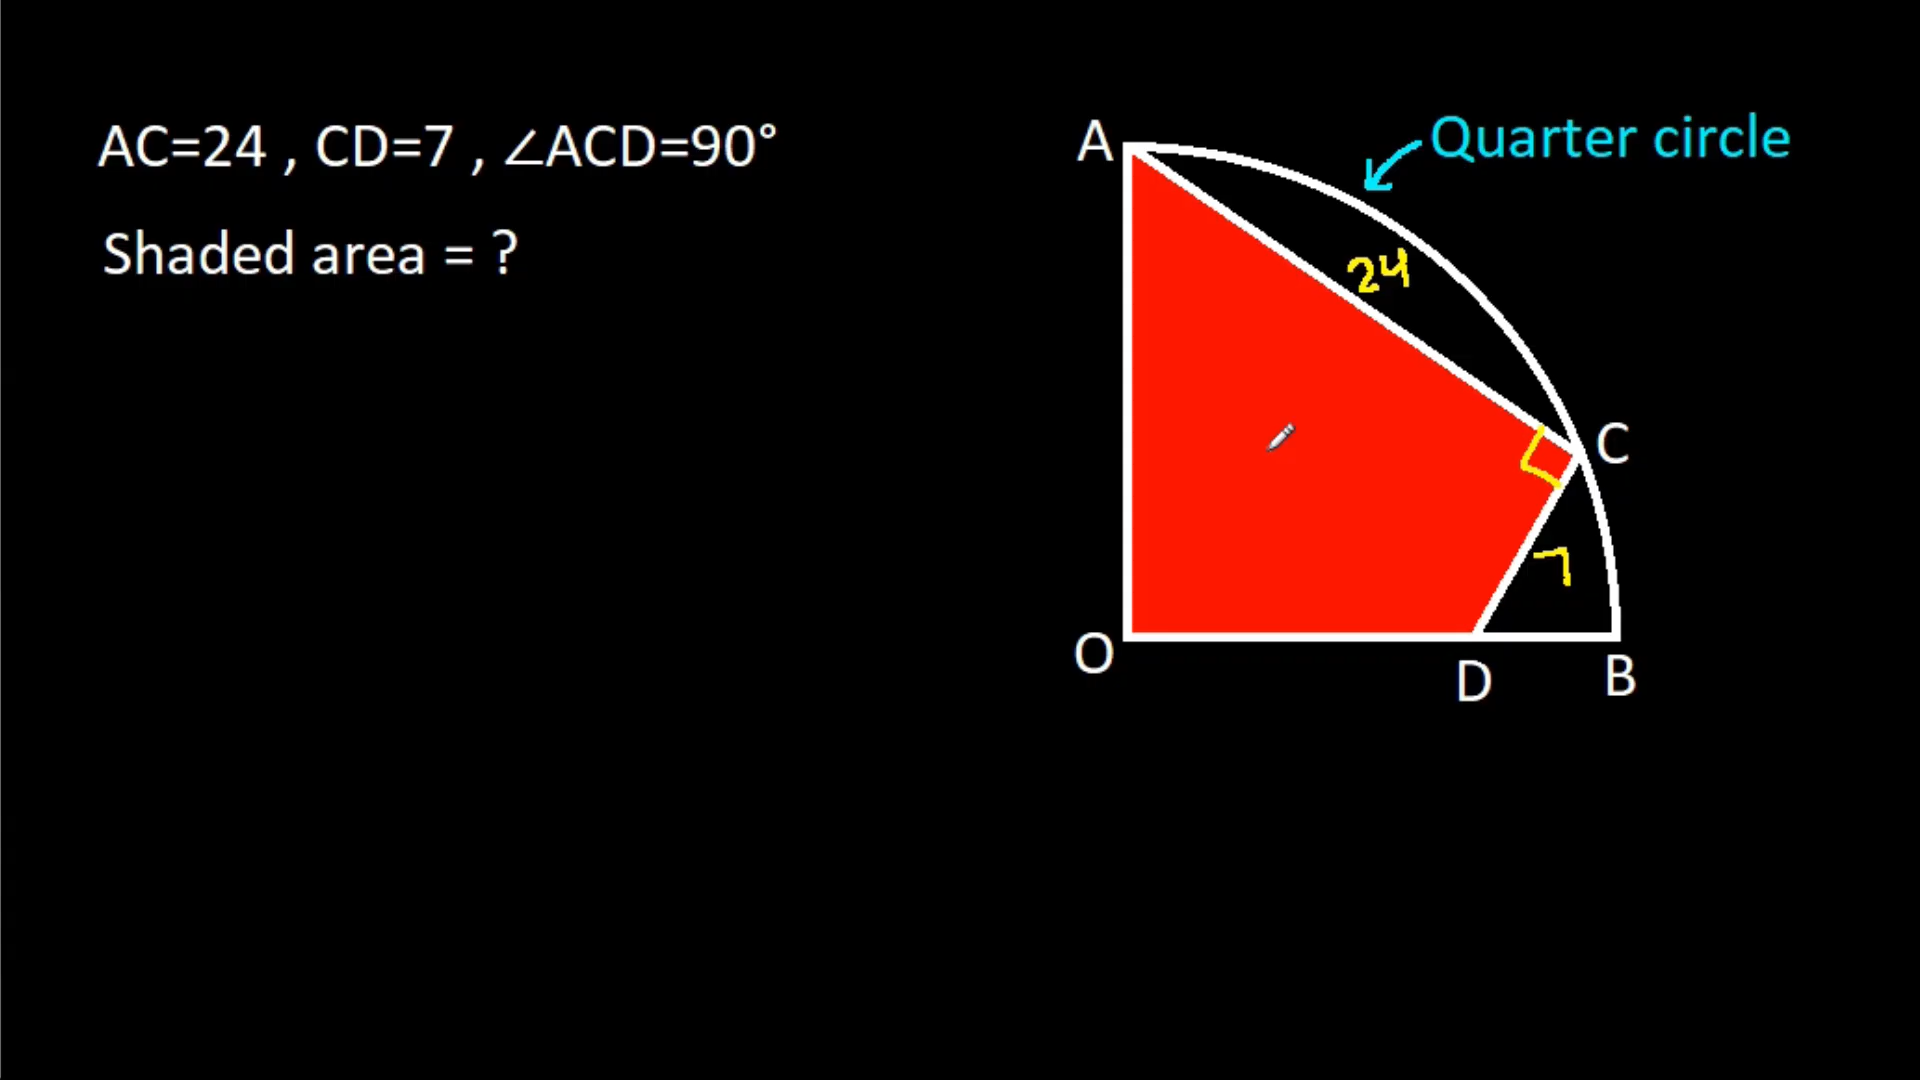 AC=24 , CD=7 , ∠ACD=90°
Shaded area = ?
Quarter circle
A
24
C
7
O
D
B